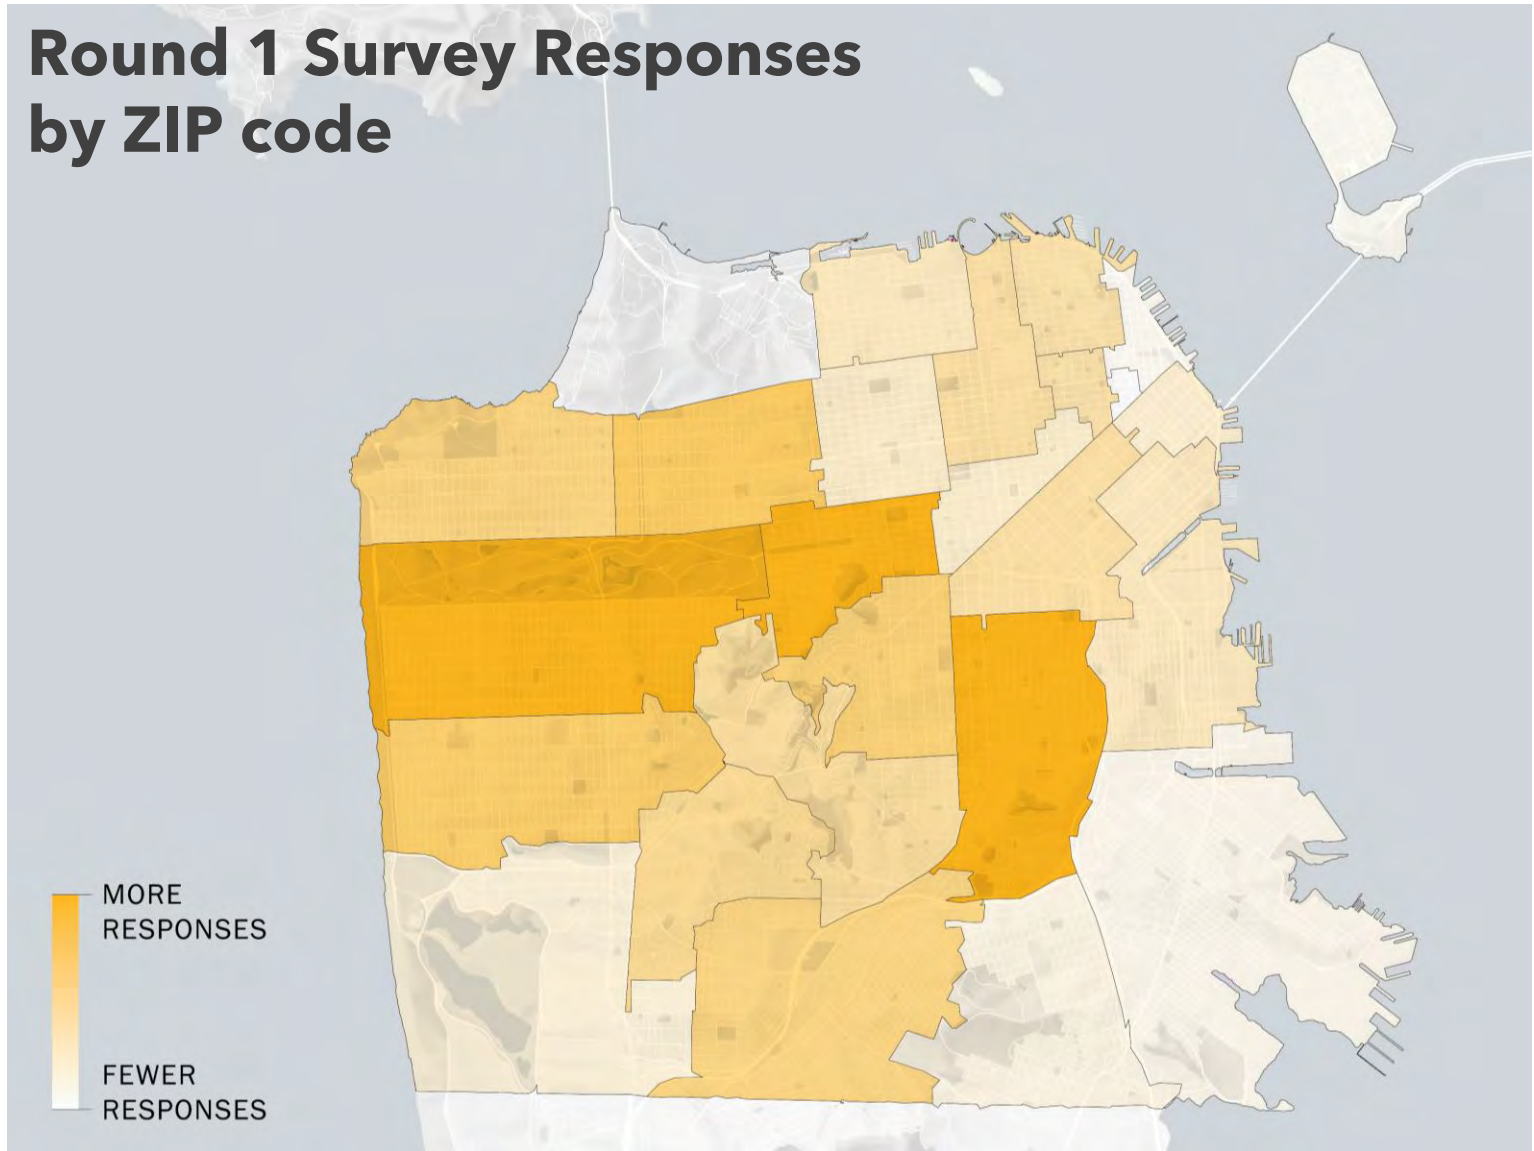 Round 1 Survey Responses
by ZIP code
MORE
RESPONSES
FEWER
RESPONSES